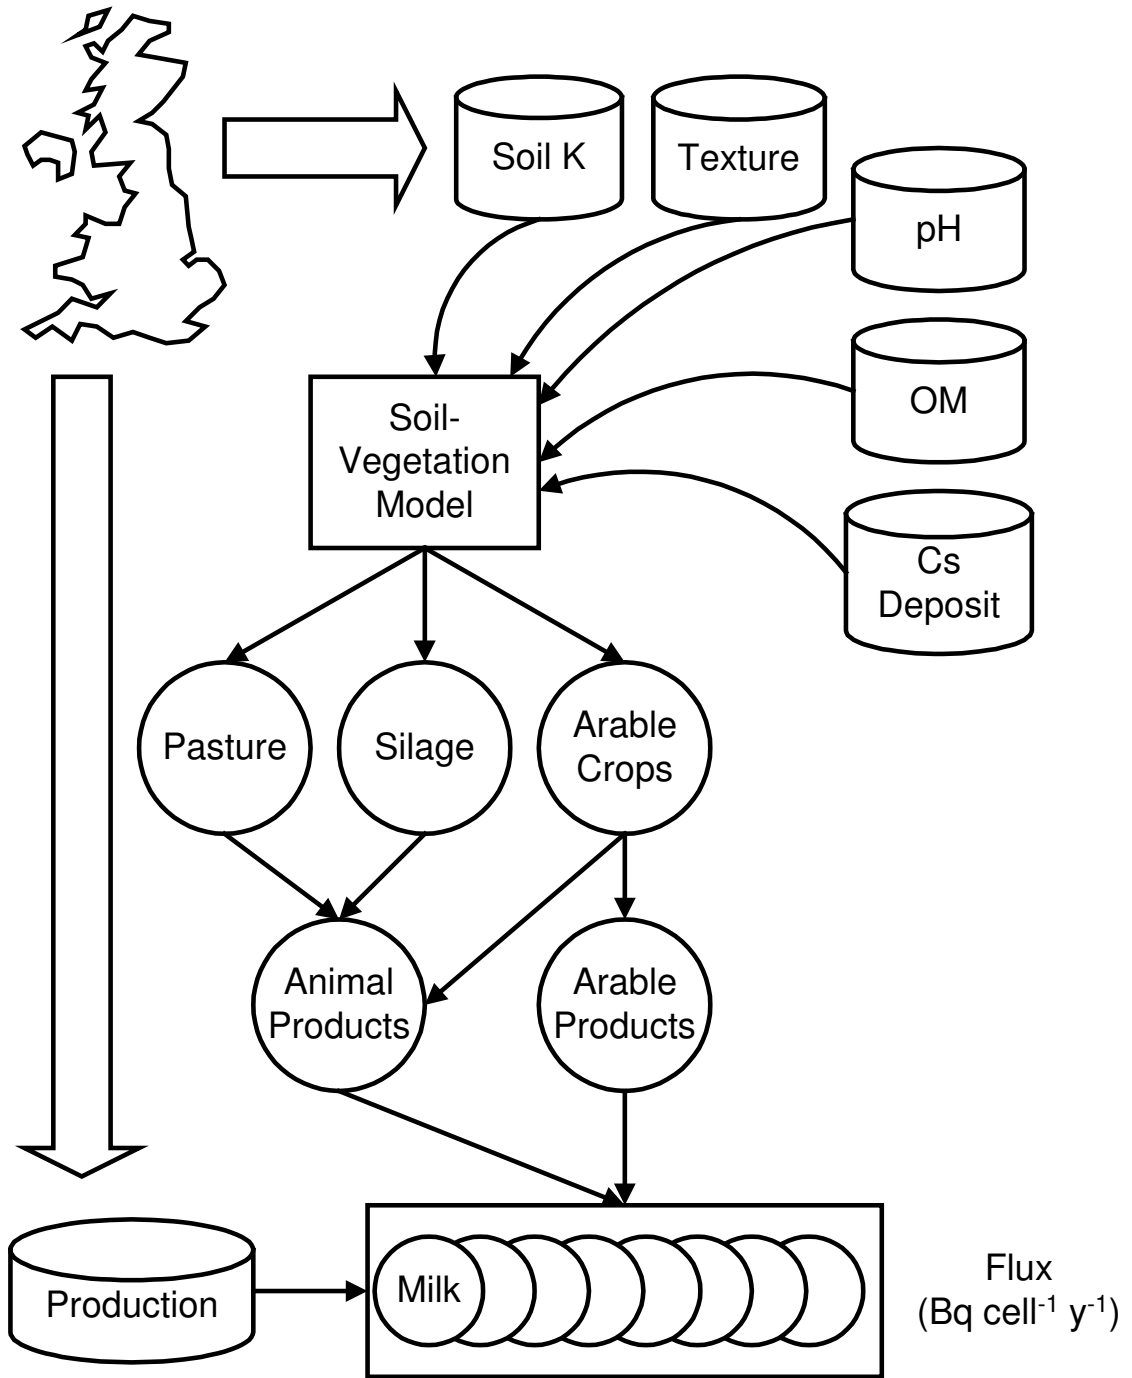 Soil K
Texture
pH
OM
Cs
Deposit
Soil-
Vegetation
Model
Pasture
Silage
Arable
Crops
Animal
Products
Arable
Products
Production
Milk
Flux
(Bq cell⁻¹ y⁻¹)